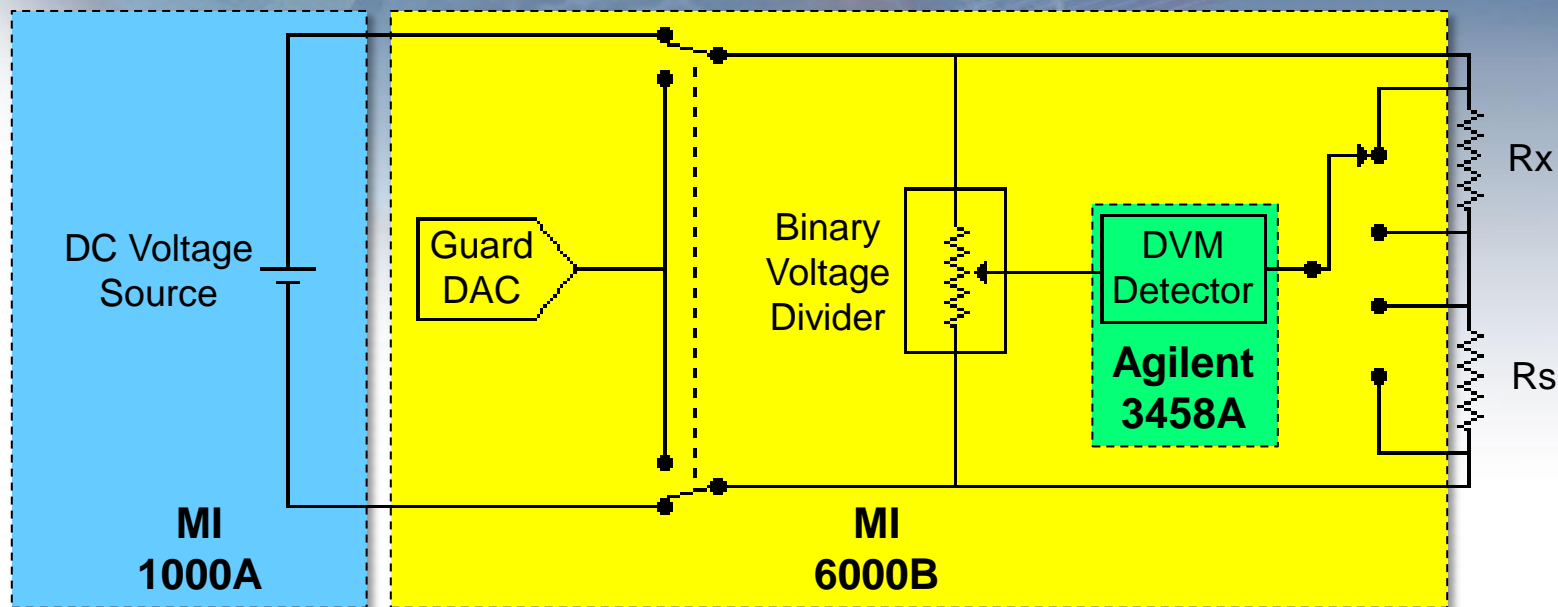 DC Voltage
Source
MI
1000A
Guard
DAC
Binary
Voltage
Divider
DVM
Detector
Agilent
3458A
MI
6000B
Rx
Rs